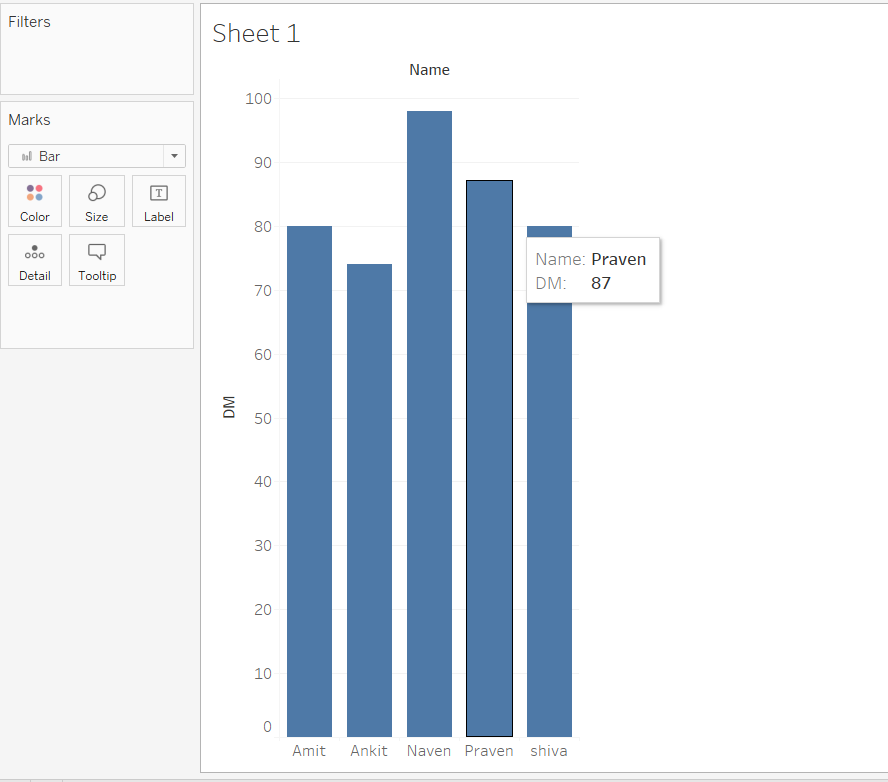 Filters
Marks
Bar
Color
Size
Label
Detail
Tooltip
Sheet 1
Name
100
90
80
70
60
50
40
30
20
10
0
DM
Name: Praven
DM: 87
Amit Ankit Naven Praven shiva